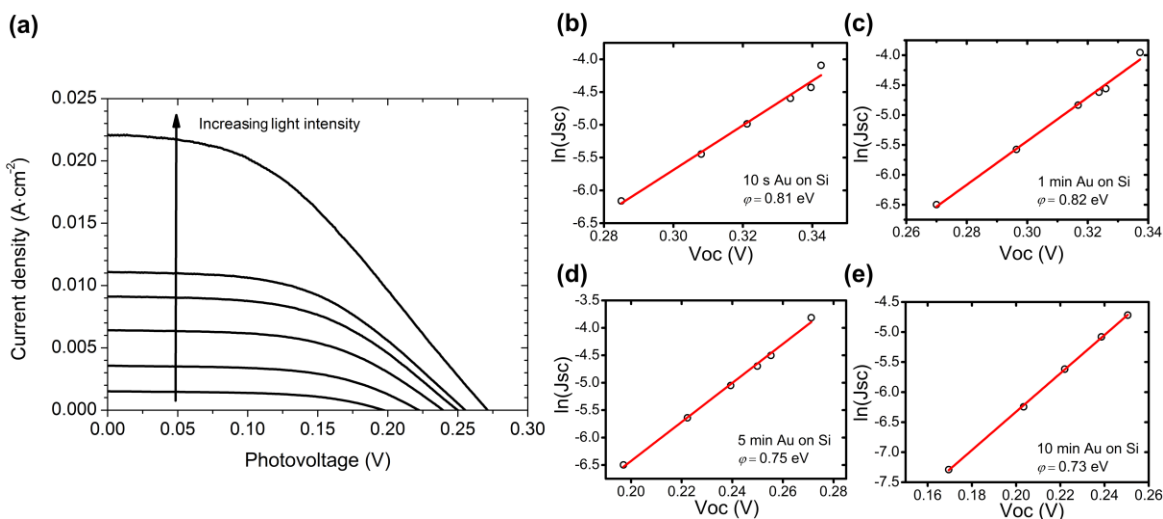 (a)
0.025
0.020
0.015
0.010
0.005
0.000
Current density (A·cm⁻²)
Increasing light intensity
0.00 0.05 0.10 0.15 0.20 0.25 0.30
Photovoltage (V)
(b)
-4.0
-4.5
-5.0
-5.5
-6.0
-6.5
ln(Jsc)
10 s Au on Si
φ = 0.81 eV
0.28 0.30 0.32 0.34
Voc (V)
(c)
-4.0
-4.5
-5.0
-5.5
-6.0
-6.5
ln(Jsc)
1 min Au on Si
φ = 0.82 eV
0.26 0.28 0.30 0.32 0.34
Voc (V)
(d)
-3.5
-4.0
-4.5
-5.0
-5.5
-6.0
-6.5
ln(Jsc)
5 min Au on Si
φ = 0.75 eV
0.20 0.22 0.24 0.26 0.28
Voc (V)
(e)
-4.5
-5.0
-5.5
-6.0
-6.5
-7.0
-7.5
ln(Jsc)
10 min Au on Si
φ = 0.73 eV
0.16 0.18 0.20 0.22 0.24 0.26
Voc (V)